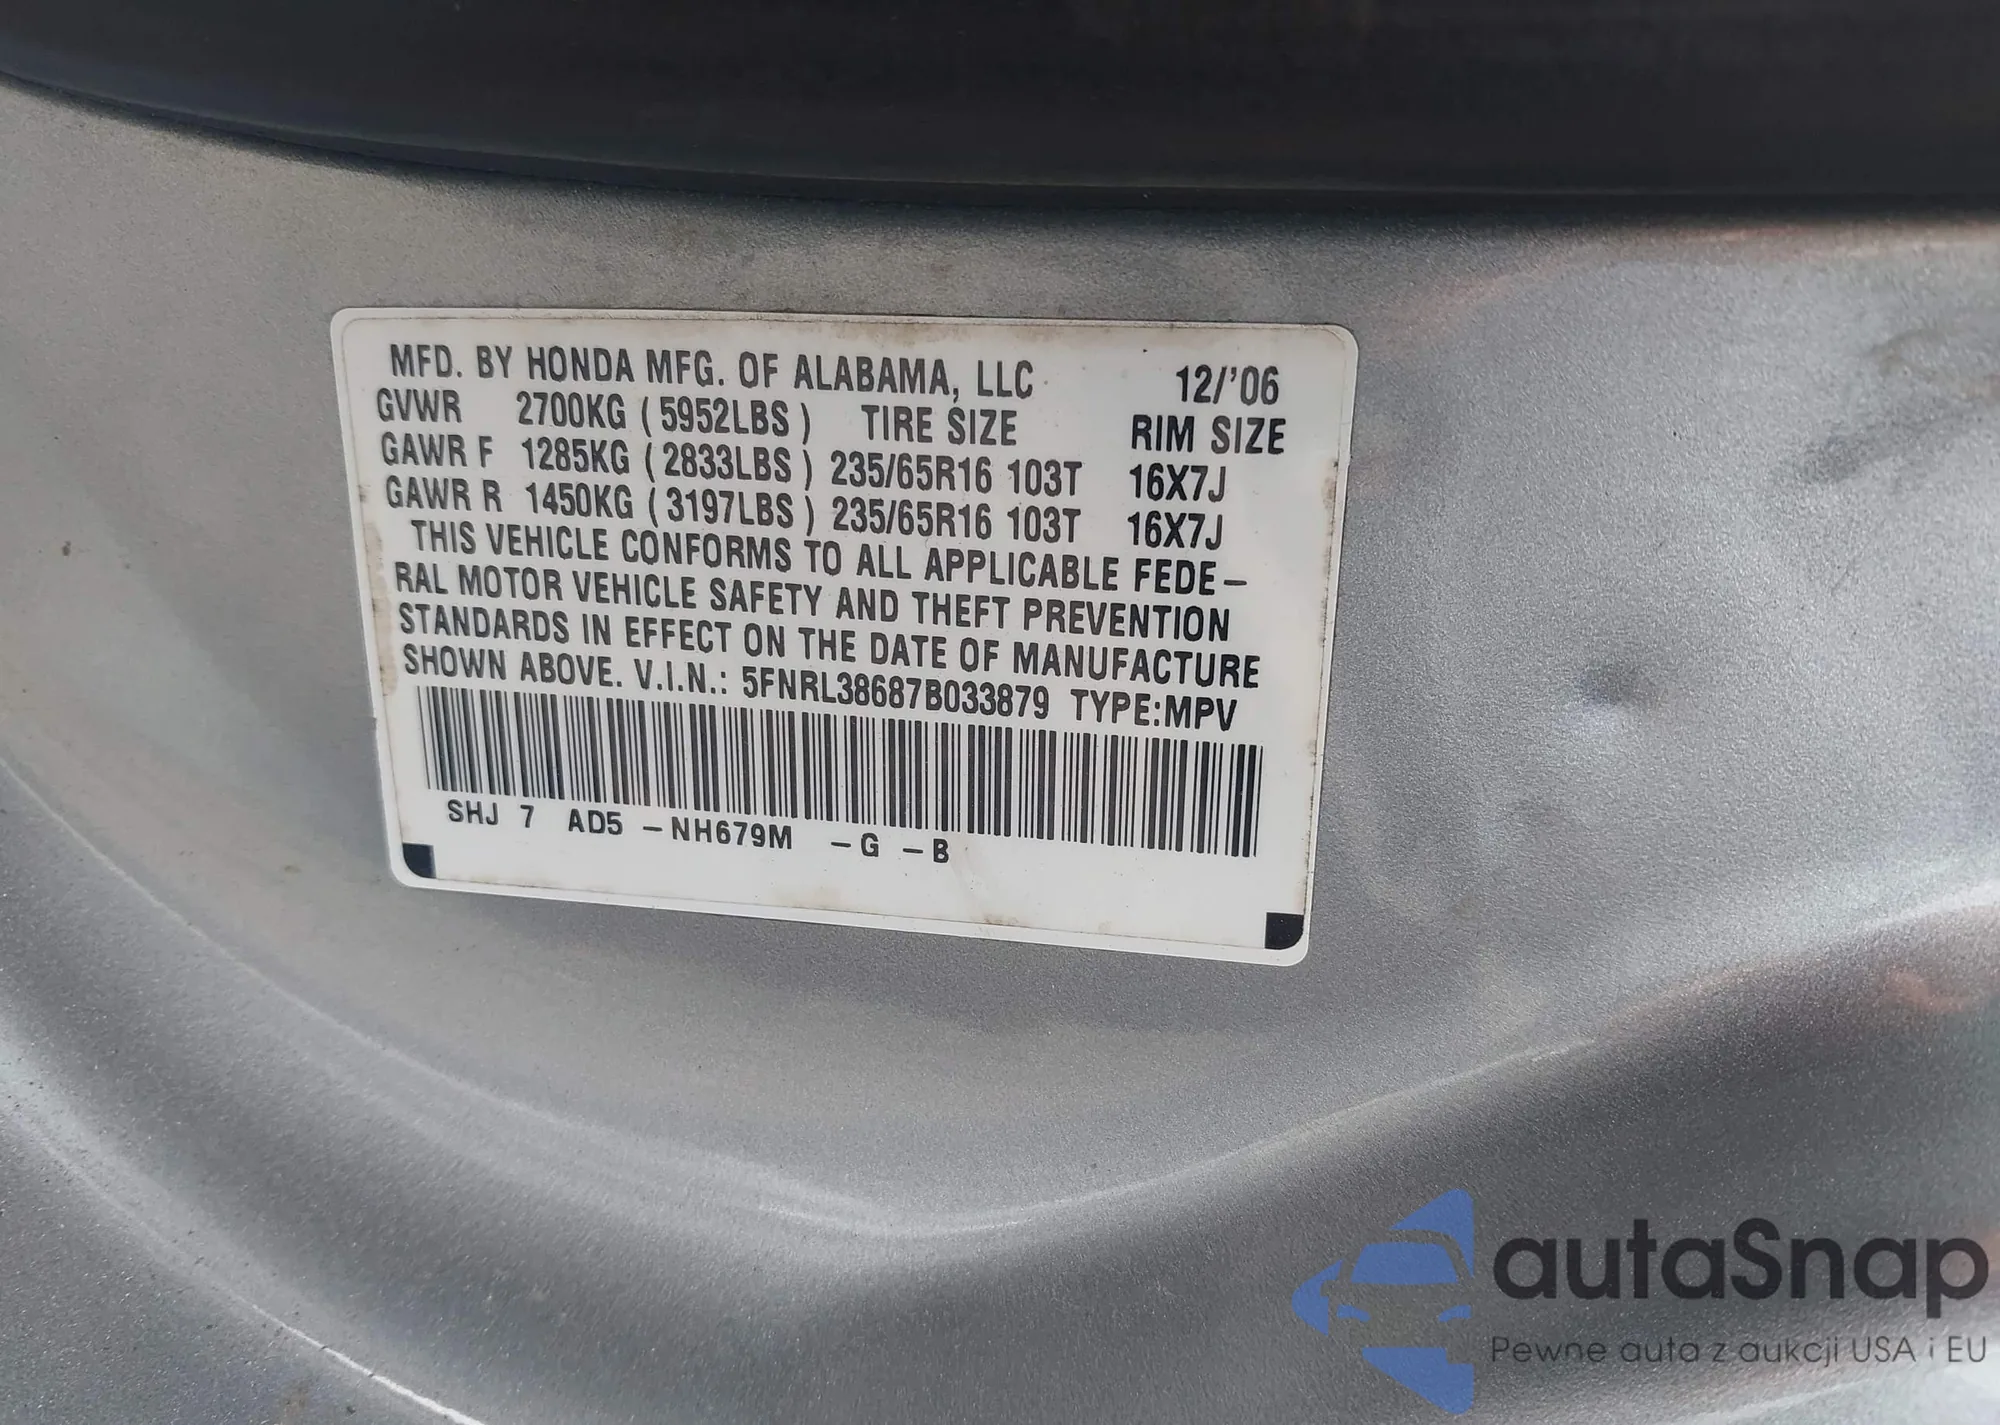 MFD. BY HONDA MFG. OF ALABAMA, LLC 12/'06
GVWR 2700KG (5952LBS) TIRE SIZE RIM SIZE
GAWR F 1285KG (2833LBS) 235/65R16 103T 16X7J
GAWR R 1450KG (3197LBS) 235/65R16 103T 16X7J
THIS VEHICLE CONFORMS TO ALL APPLICABLE FEDE–
RAL MOTOR VEHICLE SAFETY AND THEFT PREVENTION
STANDARDS IN EFFECT ON THE DATE OF MANUFACTURE
SHOWN ABOVE. V.I.N.: 5FNRL38687B033879 TYPE:MPV
SHJ 7 AD5 –NH679M –G –B
autaSnap
Pewne auta z aukcji USA i EU